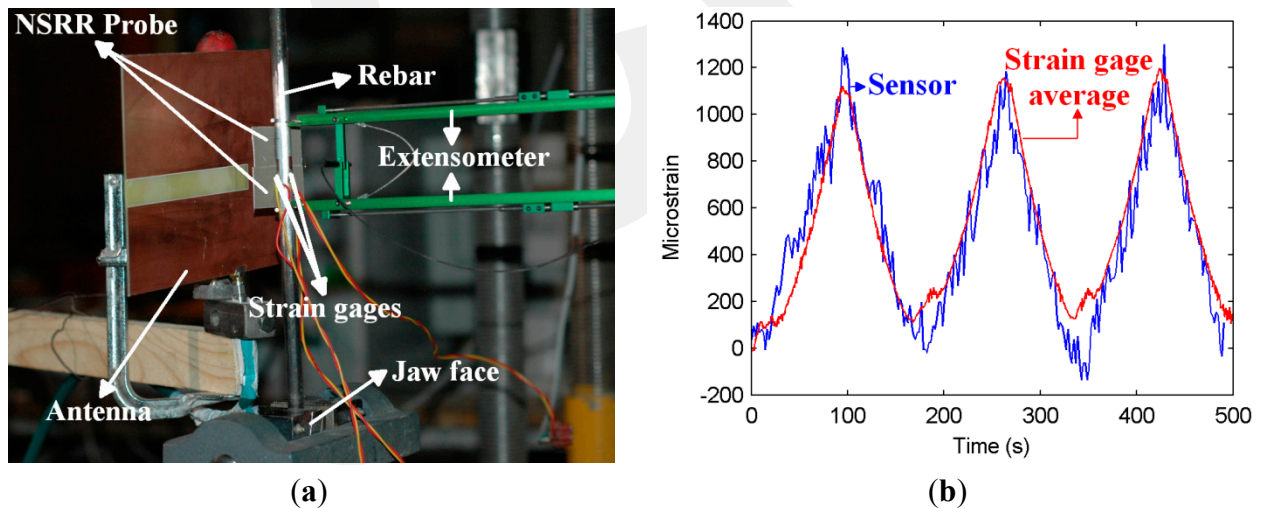 NSRR Probe
Rebar
Extensometer
Strain gages
Jaw face
Antenna
(a)
1400
1200
1000
800
600
400
200
0
-200
Microstrain
Sensor
Strain gage
average
0
100
200
300
400
500
Time (s)
(b)